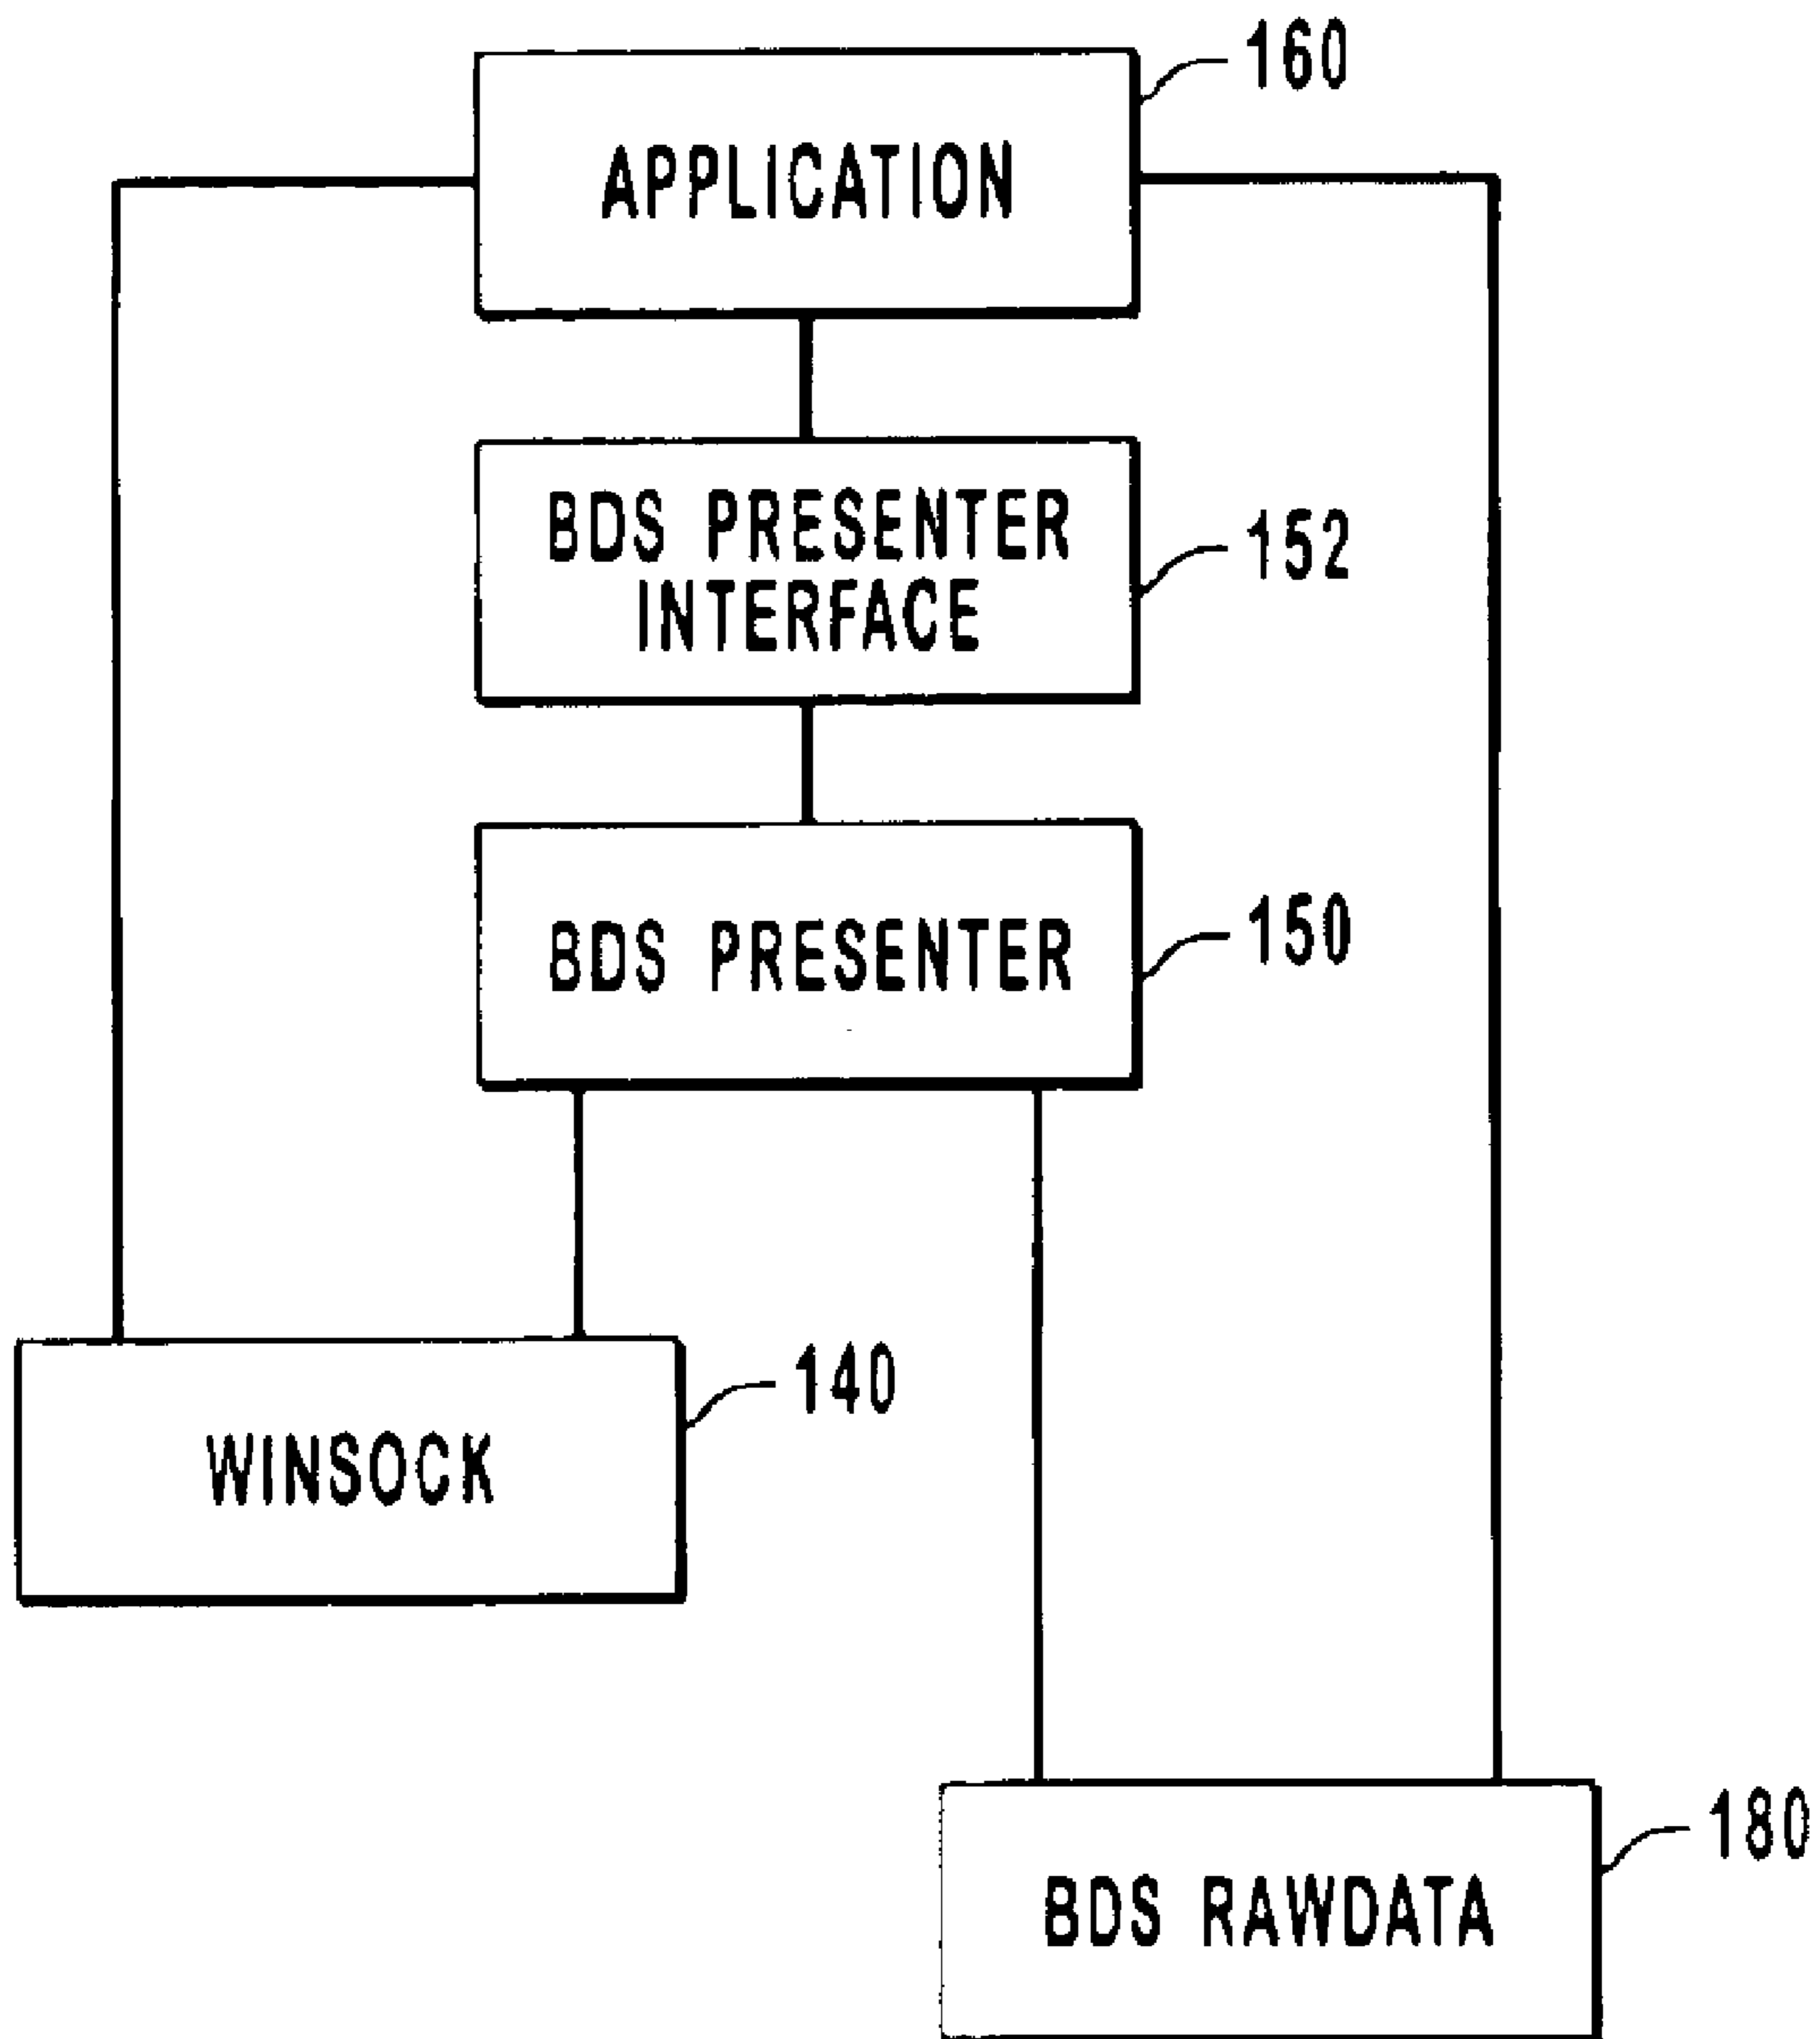 160
APPLICATION
BDS PRESENTER
INTERFACE
152
BDS PRESENTER
150
140
WINSOCK
180
BDS RAWDATA